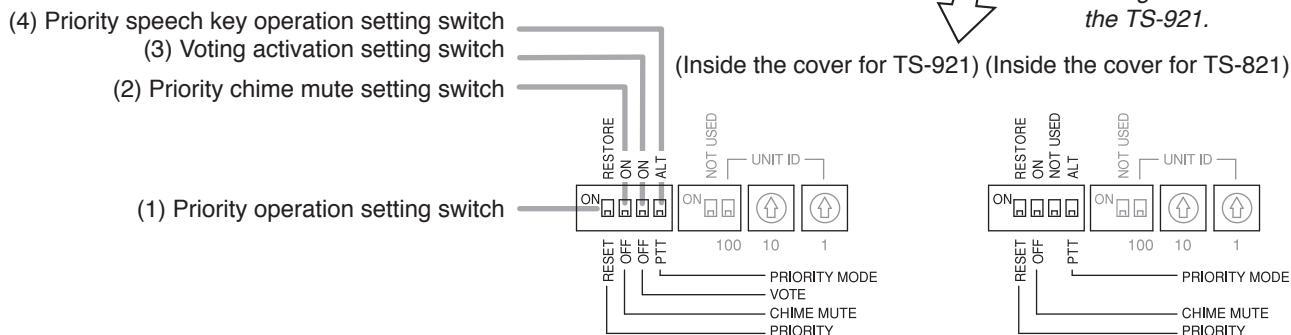 the TS-921.
(4) Priority speech key operation setting switch
(3) Voting activation setting switch
(2) Priority chime mute setting switch
(1) Priority operation setting switch
(Inside the cover for TS-921) (Inside the cover for TS-821)
RESTORE
ON
ON
ALT
NOT USED
UNIT ID
ON
ON
100 10 1
RESET
OFF
OFF
PTT
PRIORITY MODE
VOTE
CHIME MUTE
PRIORITY
RESTORE
ON
NOT USED
ALT
NOT USED
UNIT ID
ON
ON
100 10 1
RESET
OFF
PTT
PRIORITY MODE
CHIME MUTE
PRIORITY